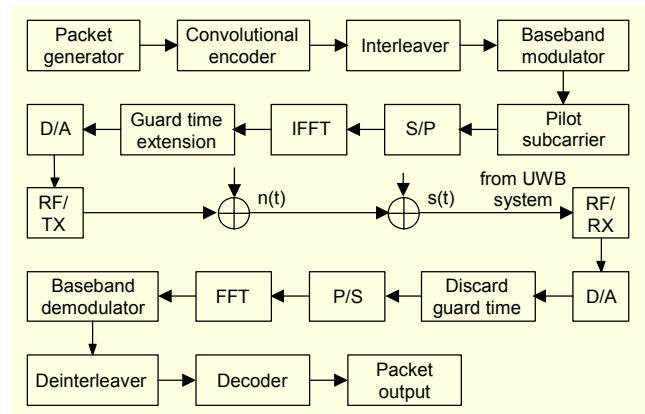 Packet generator
Convolutional encoder
Interleaver
Baseband modulator
D/A
Guard time extension
IFFT
S/P
Pilot subcarrier
RF/ TX
n(t)
s(t)
from UWB system
RF/ RX
Baseband demodulator
FFT
P/S
Discard guard time
D/A
Deinterleaver
Decoder
Packet output